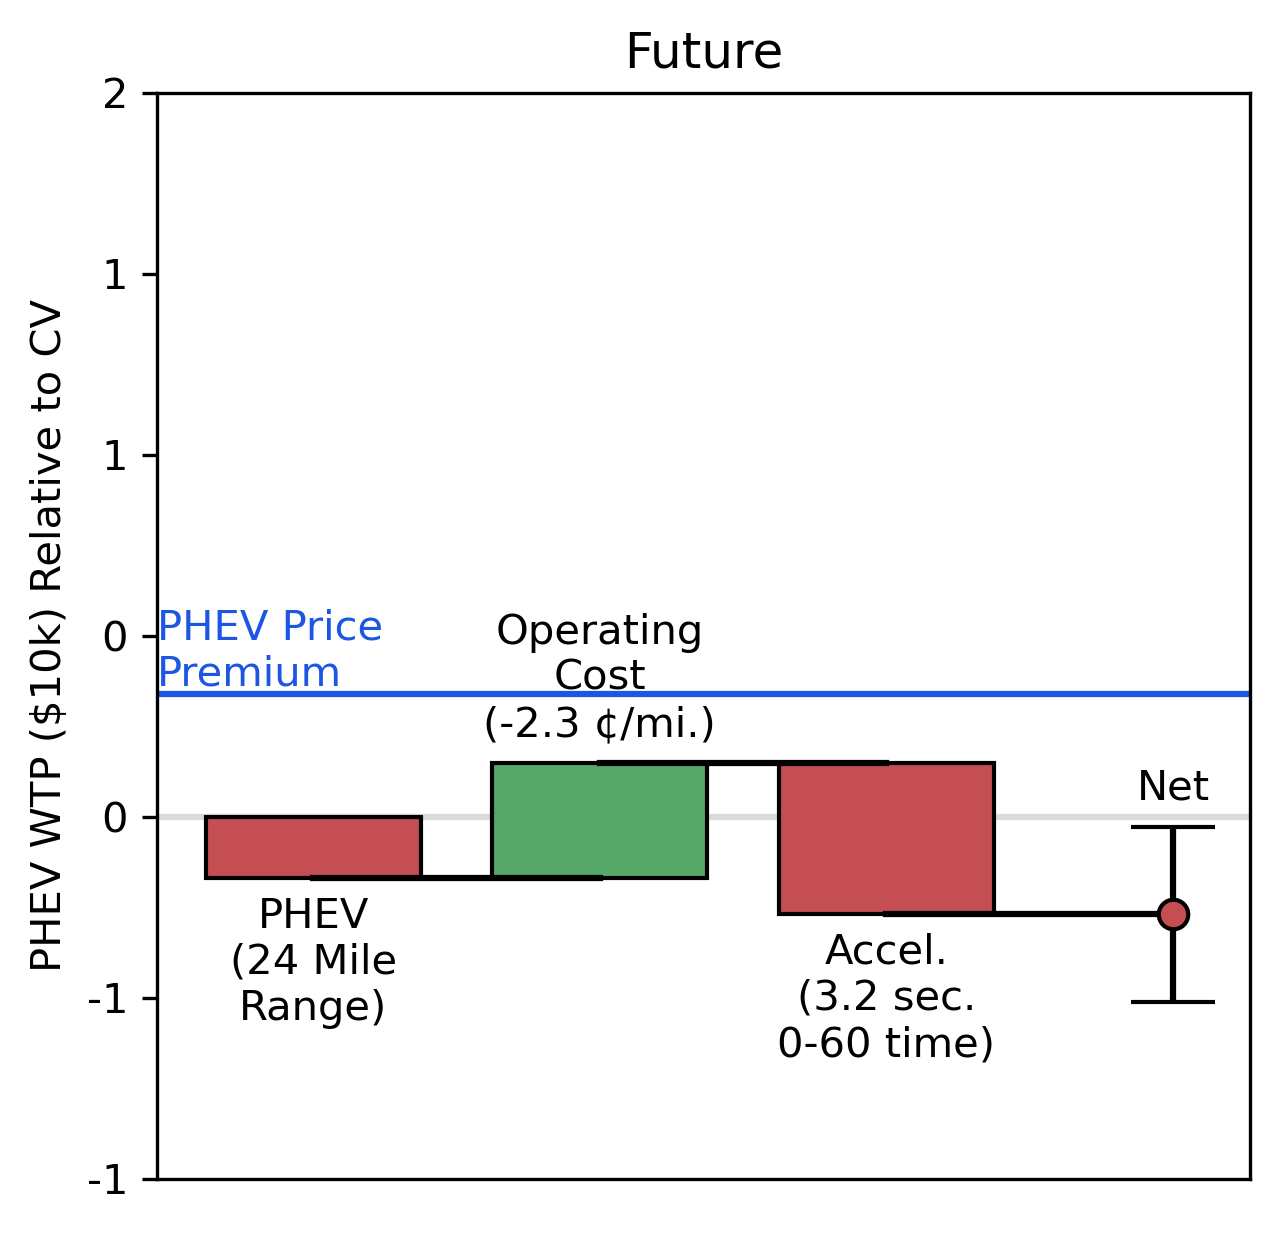 Future
PHEV WTP ($10k) Relative to CV
2
1
1
0
0
-1
-1
PHEV Price
Premium
Operating
Cost
(-2.3 ¢/mi.)
Net
PHEV
(24 Mile
Range)
Accel.
(3.2 sec.
0-60 time)